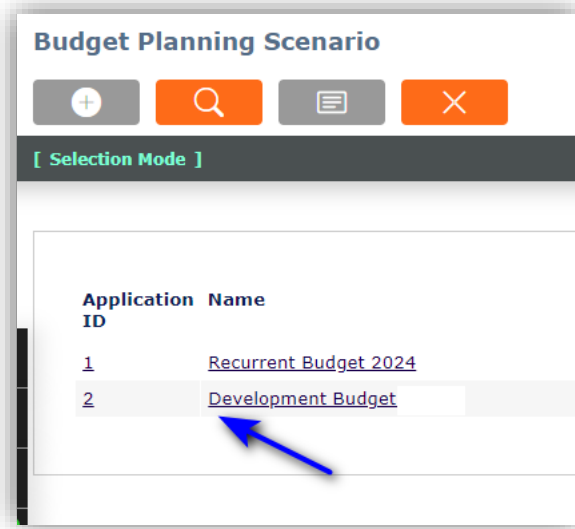 Budget Planning Scenario
[ Selection Mode ]
Application Name
ID
1 Recurrent Budget 2024
2 Development Budget